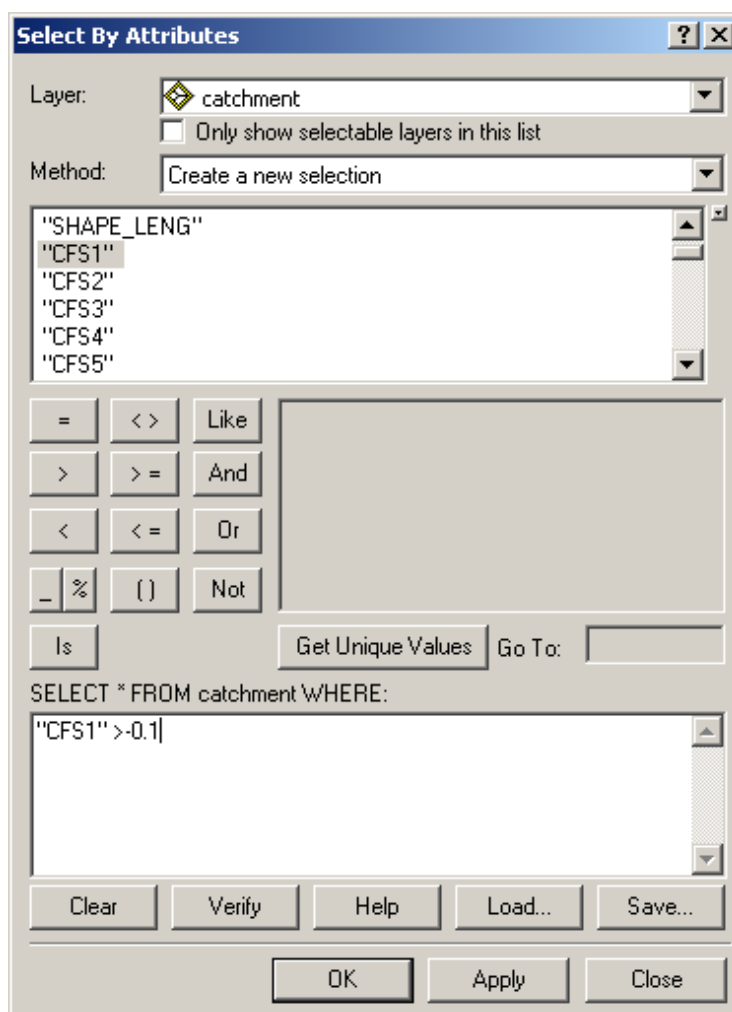 Select By Attributes ? X
Layer: catchment
Only show selectable layers in this list
Method: Create a new selection
"SHAPE_LENG"
"CFS1"
"CFS2"
"CFS3"
"CFS4"
"CFS5"
= < > Like
> > = And
< < = Or
_ % ( ) Not
Is Get Unique Values Go To:
SELECT * FROM catchment WHERE:
"CFS1" >-0.1
Clear Verify Help Load... Save...
OK Apply Close